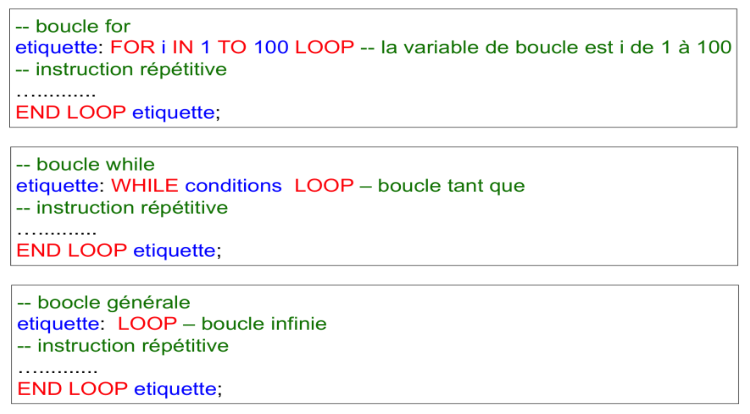 -- boucle for
etiquette: FOR i IN 1 TO 100 LOOP -- la variable de boucle est i de 1 à 100
-- instruction répétitive
…..........
END LOOP etiquette;
-- boucle while
etiquette: WHILE conditions  LOOP – boucle tant que
-- instruction répétitive
…..........
END LOOP etiquette;
-- boocle générale
etiquette:  LOOP – boucle infinie
-- instruction répétitive
…..........
END LOOP etiquette;